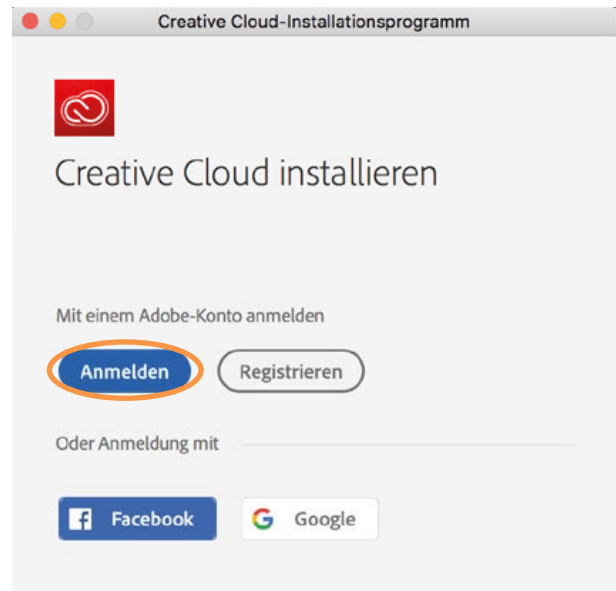 Creative Cloud-Installationsprogramm
Creative Cloud installieren
Mit einem Adobe-Konto anmelden
Anmelden Registrieren
Oder Anmeldung mit
Facebook Google